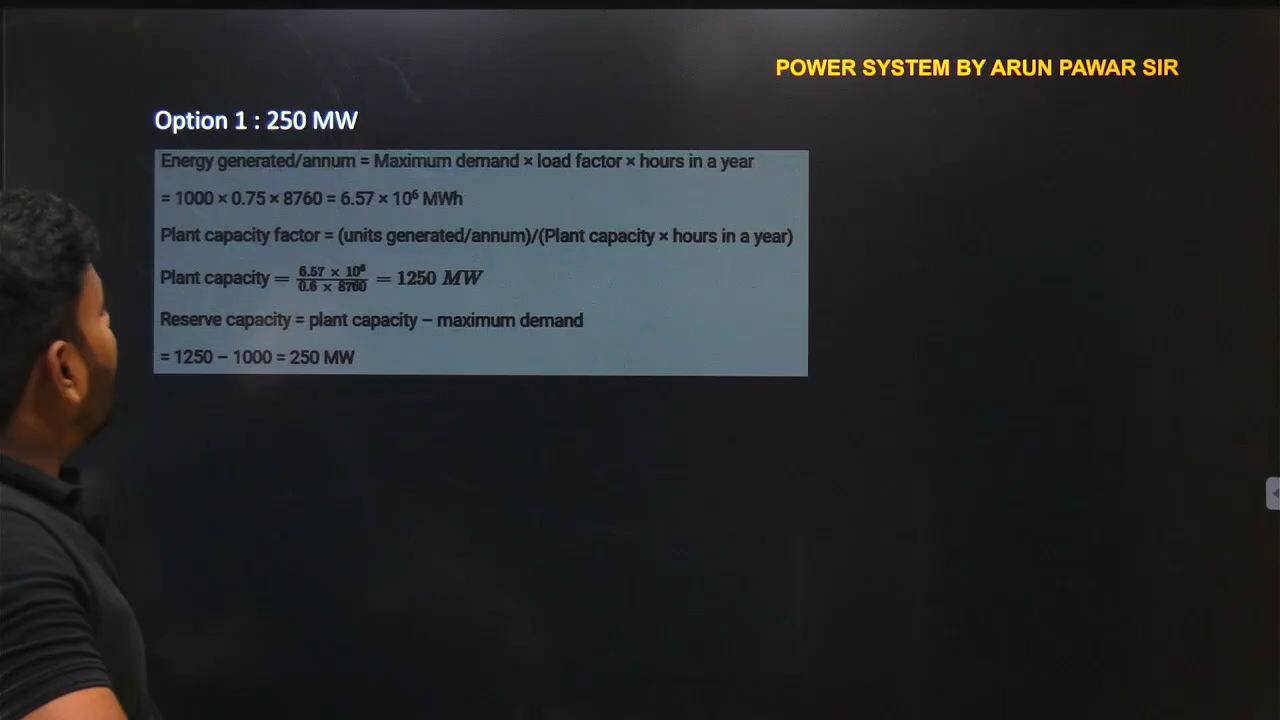 POWER SYSTEM BY ARUN PAWAR SIR
Option 1 : 250 MW
Energy generated/annum = Maximum demand × load factor × hours in a year
= 1000 × 0.75 × 8760 = 6.57 × 10⁶ MWh
Plant capacity factor = (units generated/annum)/(Plant capacity × hours in a year)
Plant capacity = \frac{6.57 × 10⁶}{0.6 × 8760} = 1250 MW
Reserve capacity = plant capacity – maximum demand
= 1250 – 1000 = 250 MW